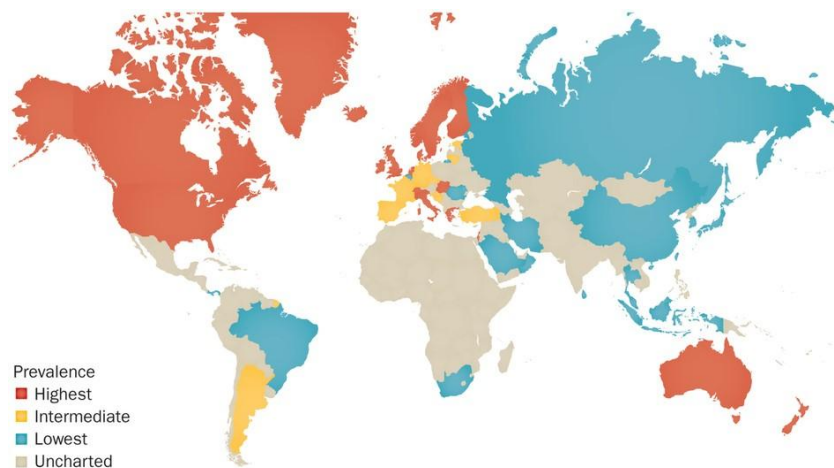 Prevalence
Highest
Intermediate
Lowest
Uncharted